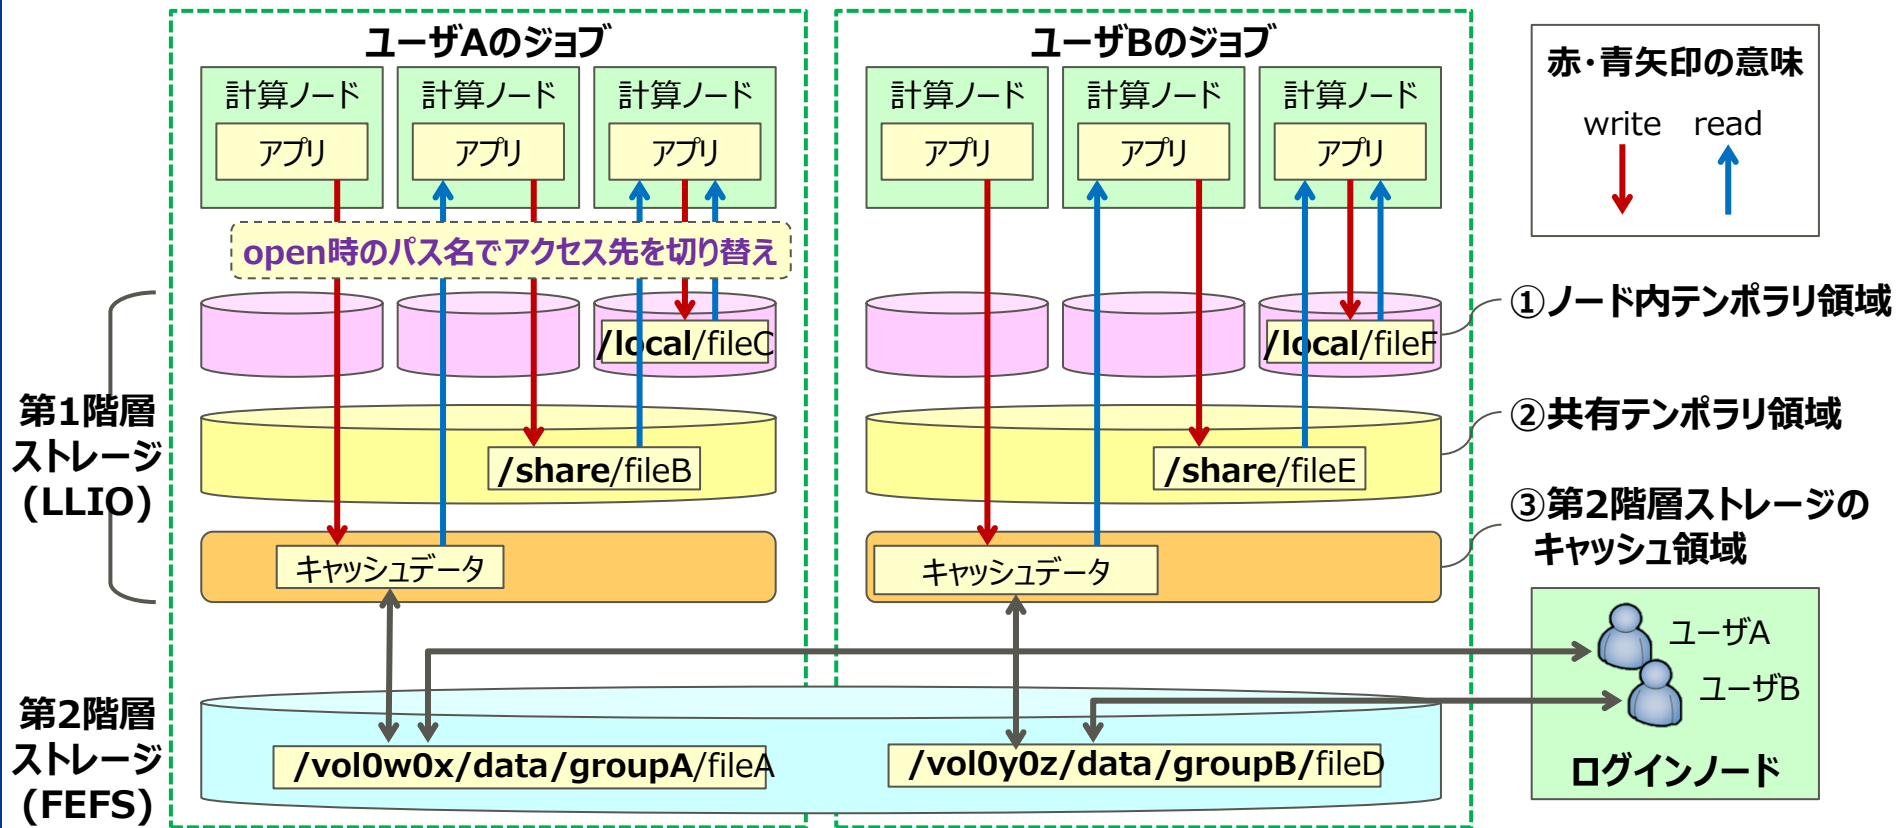 ユーザAのジョブ
計算ノード
アプリ
計算ノード
アプリ
計算ノード
アプリ
ユーザBのジョブ
計算ノード
アプリ
計算ノード
アプリ
計算ノード
アプリ
赤・青矢印の意味
write read
open時のパス名でアクセス先を切り替え
/local/fileC
/local/fileF
①ノード内テンポラリ領域
第1階層
ストレージ
(LLIO)
/share/fileB
/share/fileE
②共有テンポラリ領域
キャッシュデータ
キャッシュデータ
③第2階層ストレージの
キャッシュ領域
第2階層
ストレージ
(FEFS)
/vol0w0x/data/groupA/fileA
/vol0y0z/data/groupB/fileD
ユーザA
ユーザB
ログインノード